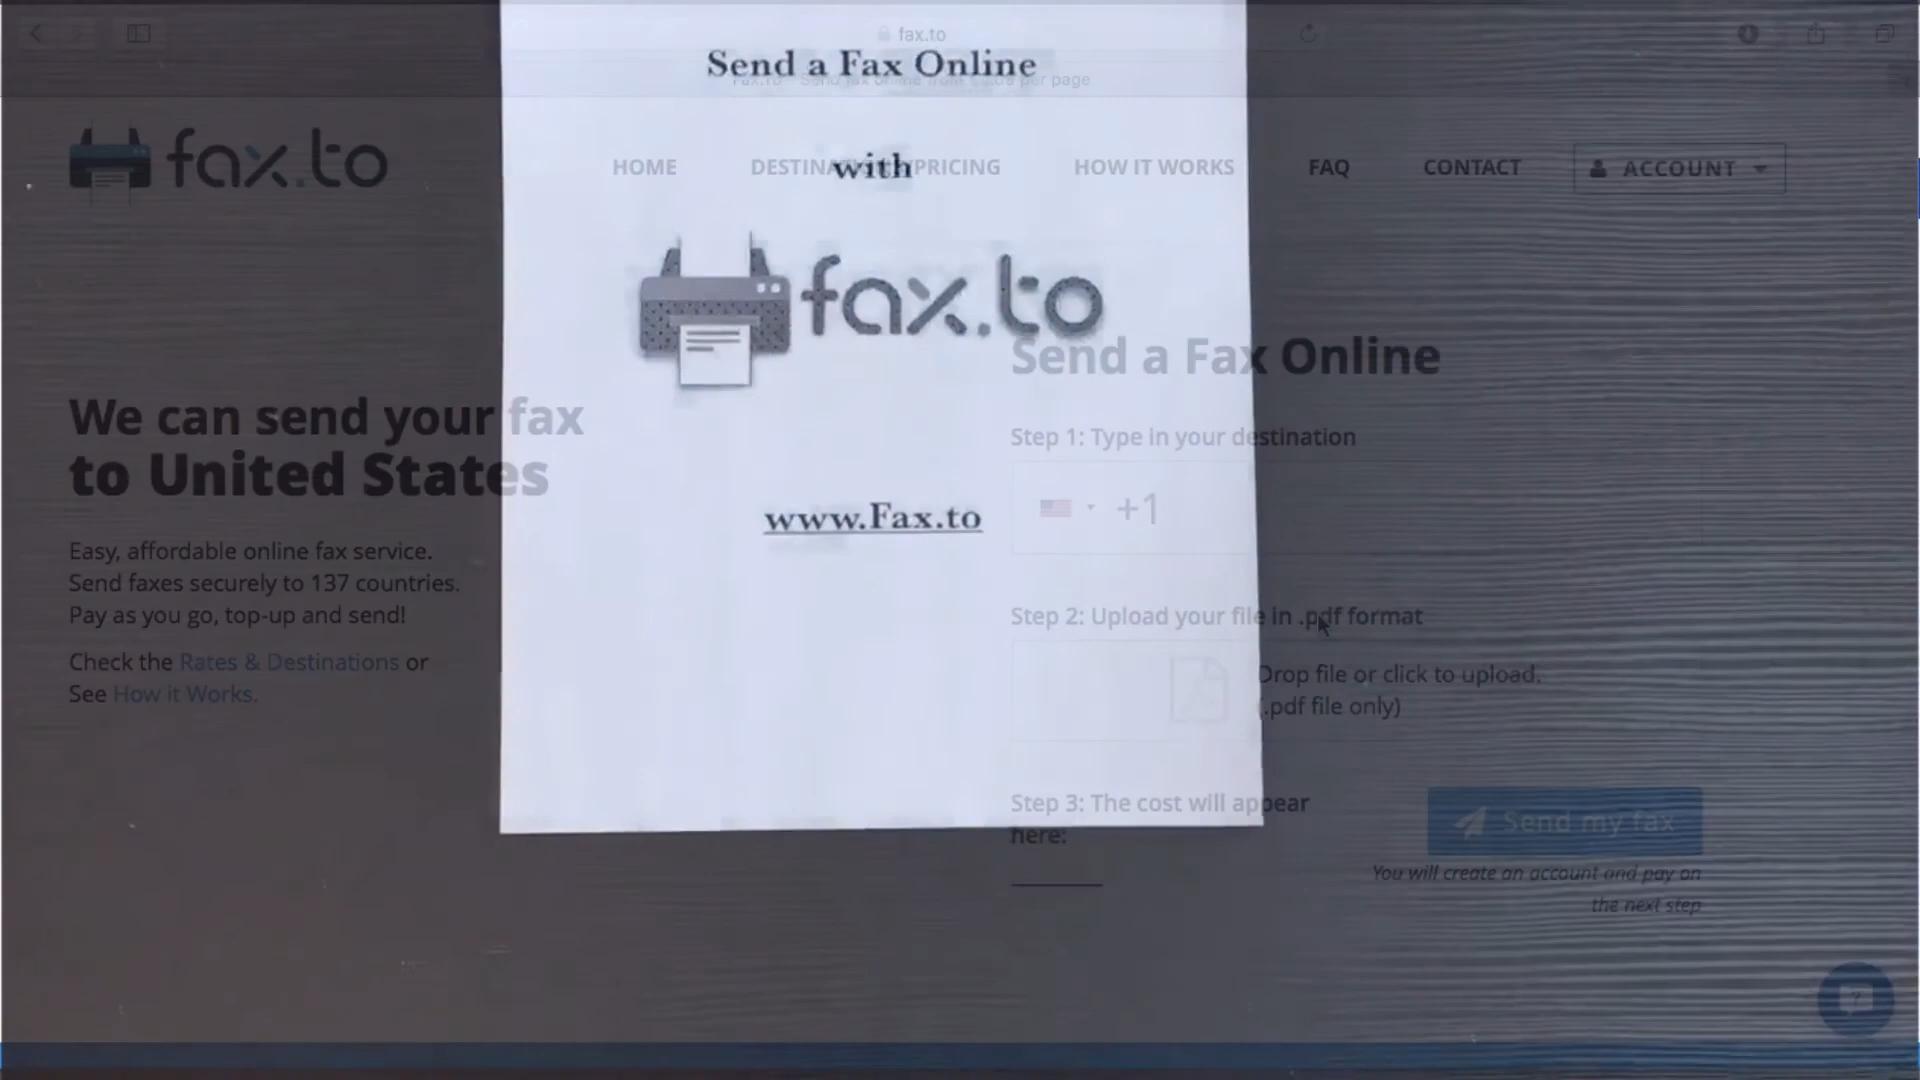 fax.to
Send a Fax Online
per page
with
fax.to
HOME
DESTINATION PRICING
HOW IT WORKS
FAQ
CONTACT
ACCOUNT
fax.to
We can send your fax
to United States
Easy, affordable online fax service.
Send faxes securely to 137 countries.
Pay as you go, top-up and send!
Check the Rates & Destinations or
See How it Works.
www.Fax.to
Send a Fax Online
Step 1: Type in your destination
+1
Step 2: Upload your file in .pdf format
Drop file or click to upload.
(.pdf file only)
Step 3: The cost will appear
here:
Send my fax
You will create an account and pay on
the next step
?